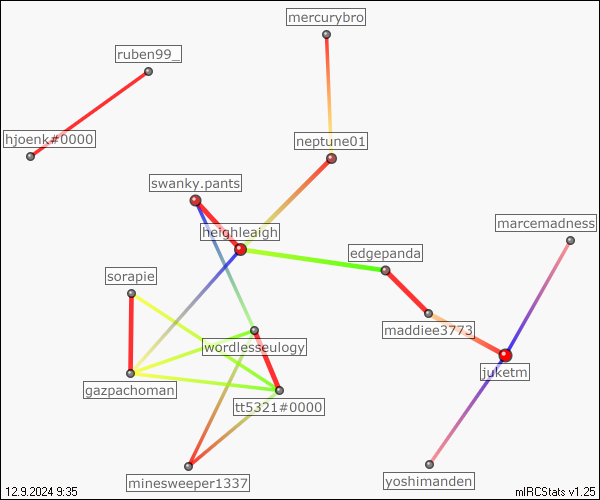 mercurybro
ruben99_
hjoenk#0000
neptune01
swanky.pants
marcemadness
heighleaigh
edgepanda
sorapie
maddiee3773
wordlesseulogy
juketm
gazpachoman
tt5321#0000
minesweeper1337
yoshimanden
12.9.2024 9:35
mIRCStats v1.25